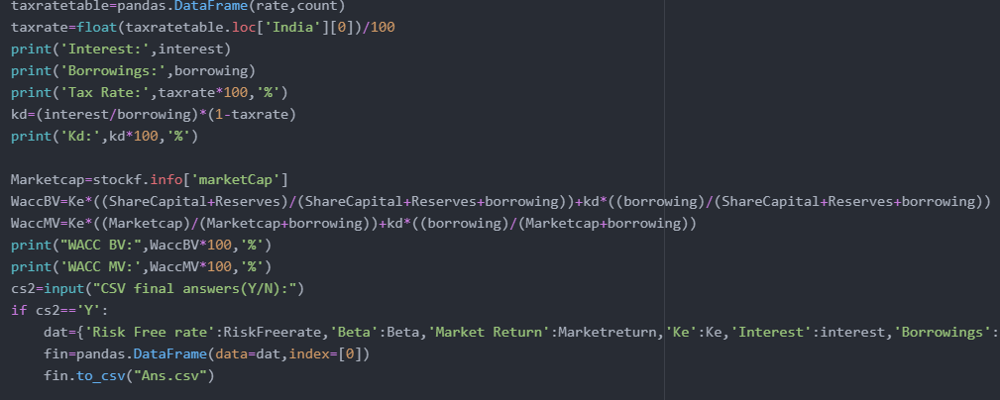 taxratetable=pandas.DataFrame(rate,count)
taxrate=float(taxratetable.loc['India'][0])/100
print('Interest:',interest)
print('Borrowings:',borrowing)
print('Tax Rate:',taxrate*100,'%')
kd=(interest/borrowing)*(1-taxrate)
print('Kd:',kd*100,'%')
Marketcap=stockf.info['marketCap']
WaccBV=Ke*((ShareCapital+Reserves)/(ShareCapital+Reserves+borrowing))+kd*((borrowing)/(ShareCapital+Reserves+borrowing))
WaccMV=Ke*((Marketcap)/(Marketcap+borrowing))+kd*((borrowing)/(Marketcap+borrowing))
print("WACC BV:",WaccBV*100,'%')
print('WACC MV:',WaccMV*100,'%')
cs2=input("CSV final answers(Y/N):")
if cs2=='Y':
    dat={'Risk Free rate':RiskFreerate,'Beta':Beta,'Market Return':Marketreturn,'Ke':Ke,'Interest':interest,'Borrowings':
    fin=pandas.DataFrame(data=dat,index=[0])
    fin.to_csv("Ans.csv")